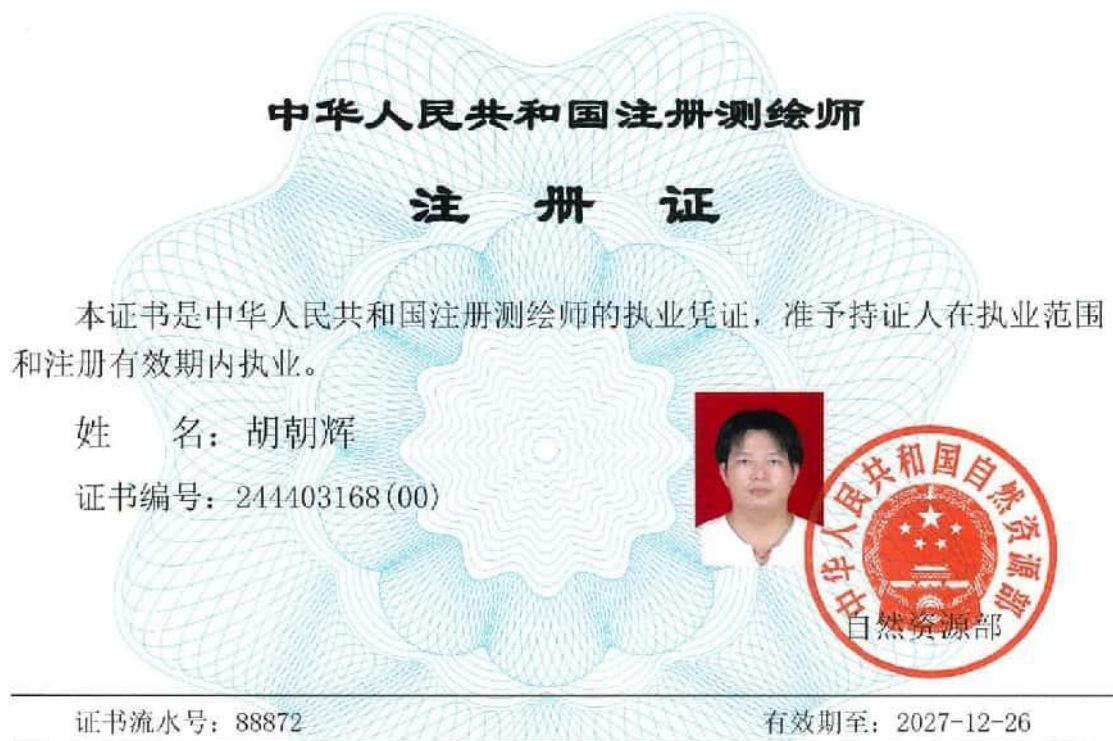 中华人民共和国注册测绘师
注 册 证
本证书是中华人民共和国注册测绘师的执业凭证，准予持证人在执业范围
和注册有效期内执业。
姓 名：胡朝辉
证书编号：244403168(00)
中华人民共和国自然资源部
自然资源部
证书流水号：88872 有效期至：2027-12-26